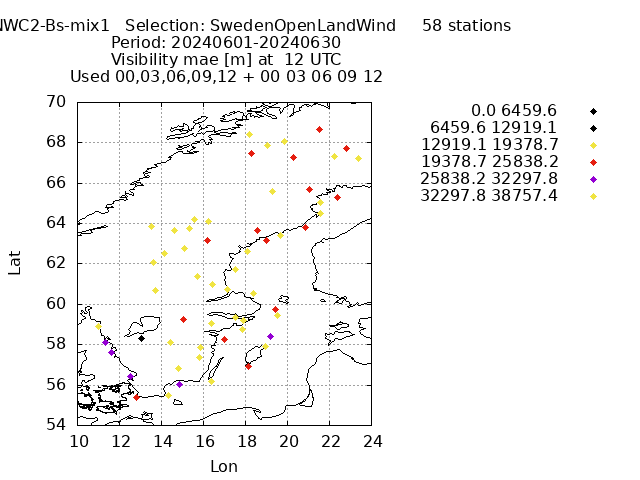 NWC2-Bs-mix1 Selection: SwedenOpenLandWind 58 stations
Period: 20240601-20240630
Visibility mae [m] at 12 UTC
Used 00,03,06,09,12 + 00 03 06 09 12
0.0 6459.6
6459.6 12919.1
12919.1 19378.7
19378.7 25838.2
25838.2 32297.8
32297.8 38757.4
70
68
66
64
62
60
58
56
54
Lat
10 12 14 16 18 20 22 24
Lon